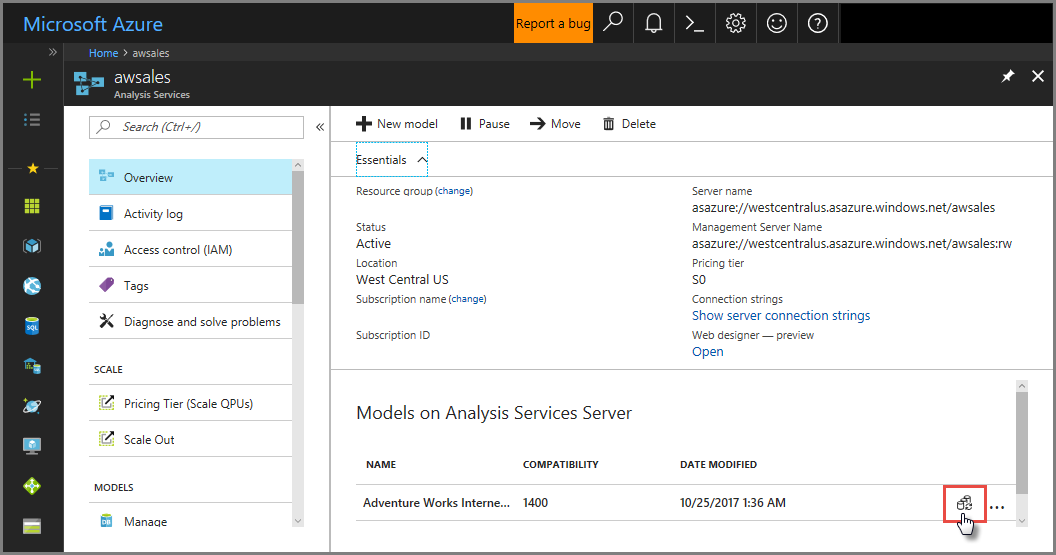 Microsoft Azure
Report a bug
Home > awsales
awsales
Analysis Services
Search (Ctrl+/)
Overview
Activity log
Access control (IAM)
Tags
Diagnose and solve problems
SCALE
Pricing Tier (Scale QPUs)
Scale Out
MODELS
Manage
New model
Pause
Move
Delete
Essentials
Resource group (change)
Status
Active
Location
West Central US
Subscription name (change)
Subscription ID
Server name
asazure://westcentralus.asazure.windows.net/awsales
Management Server Name
asazure://westcentralus.asazure.windows.net/awsales:rw
Pricing tier
S0
Connection strings
Show server connection strings
Web designer — preview
Open
Models on Analysis Services Server
NAME COMPATIBILITY DATE MODIFIED
Adventure Works Interne... 1400 10/25/2017 1:36 AM ...